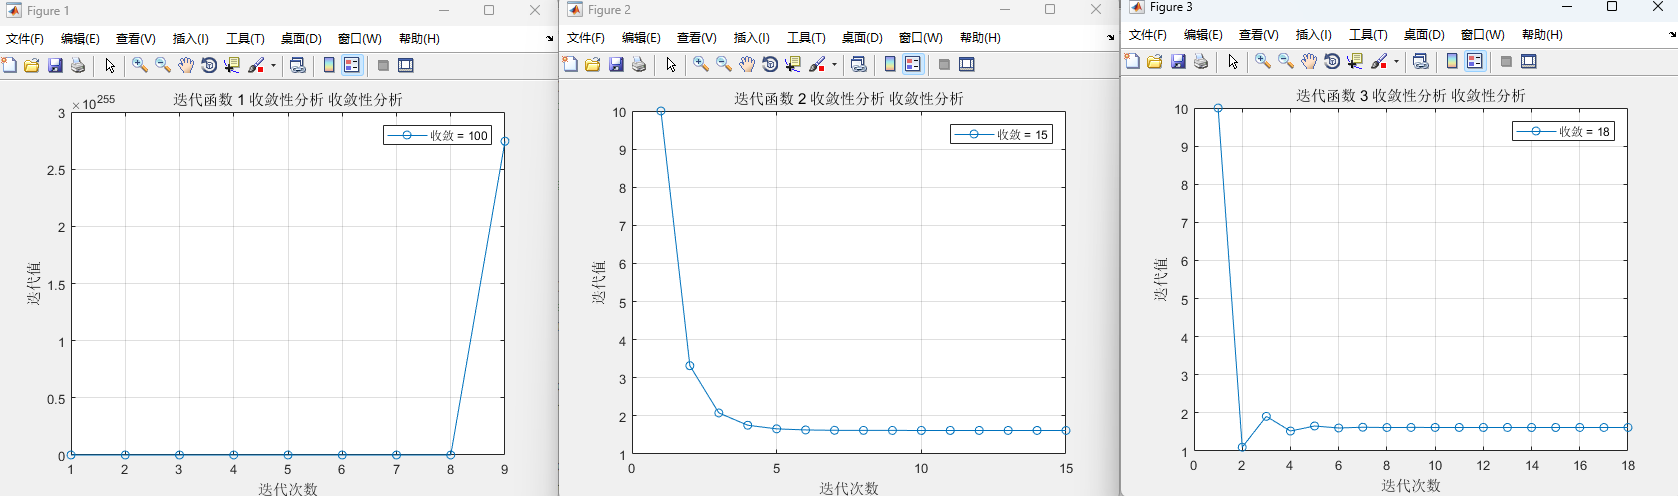 Figure 1
文件(F) 编辑(E) 查看(V) 插入(I) 工具(T) 桌面(D) 窗口(W) 帮助(H)
迭代函数 1 收敛性分析 收敛性分析
×10^255
收敛 = 100
3
2.5
2
1.5
1
0.5
0
迭代值
1 2 3 4 5 6 7 8 9
迭代次数
Figure 2
文件(F) 编辑(E) 查看(V) 插入(I) 工具(T) 桌面(D) 窗口(W) 帮助(H)
迭代函数 2 收敛性分析 收敛性分析
收敛 = 15
10
9
8
7
6
5
4
3
2
1
迭代值
0 5 10 15
迭代次数
Figure 3
文件(F) 编辑(E) 查看(V) 插入(I) 工具(T) 桌面(D) 窗口(W) 帮助(H)
迭代函数 3 收敛性分析 收敛性分析
收敛 = 18
10
9
8
7
6
5
4
3
2
1
迭代值
0 2 4 6 8 10 12 14 16 18
迭代次数